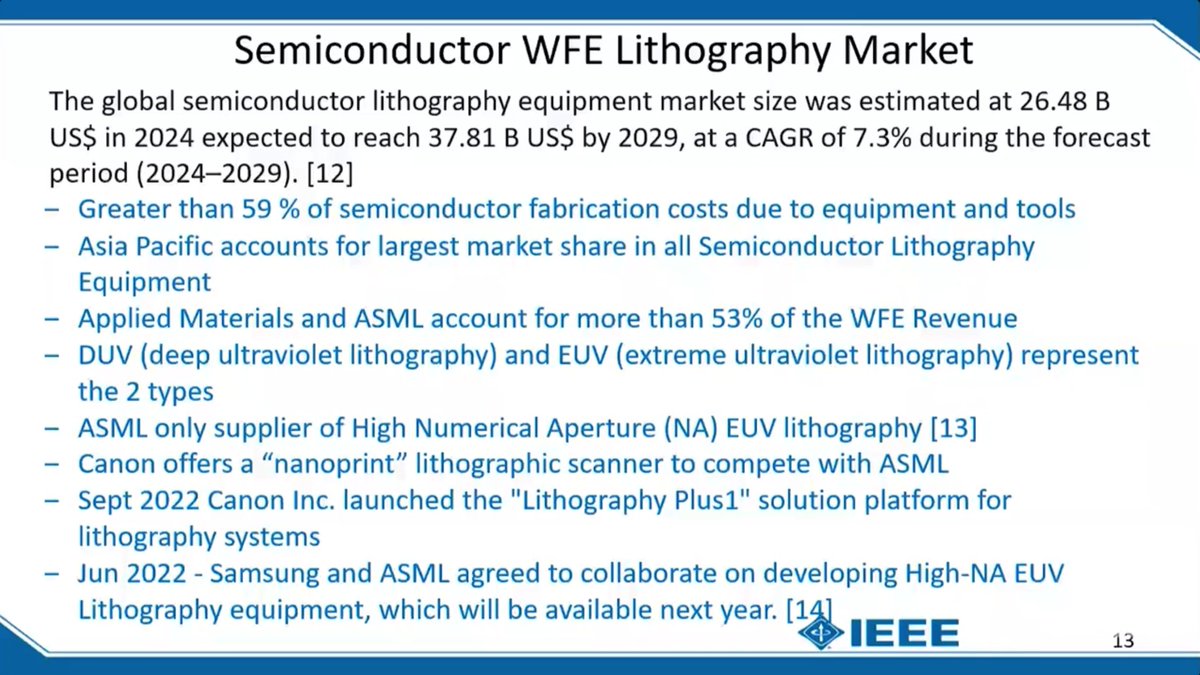 Semiconductor WFE Lithography Market
The global semiconductor lithography equipment market size was estimated at 26.48 B
US$ in 2024 expected to reach 37.81 B US$ by 2029, at a CAGR of 7.3% during the forecast
period (2024–2029). [12]
– Greater than 59 % of semiconductor fabrication costs due to equipment and tools
– Asia Pacific accounts for largest market share in all Semiconductor Lithography
Equipment
– Applied Materials and ASML account for more than 53% of the WFE Revenue
– DUV (deep ultraviolet lithography) and EUV (extreme ultraviolet lithography) represent
the 2 types
– ASML only supplier of High Numerical Aperture (NA) EUV lithography [13]
– Canon offers a “nanoprint” lithographic scanner to compete with ASML
– Sept 2022 Canon Inc. launched the "Lithography Plus1" solution platform for
lithography systems
– Jun 2022 - Samsung and ASML agreed to collaborate on developing High-NA EUV
Lithography equipment, which will be available next year. [14]
IEEE
13